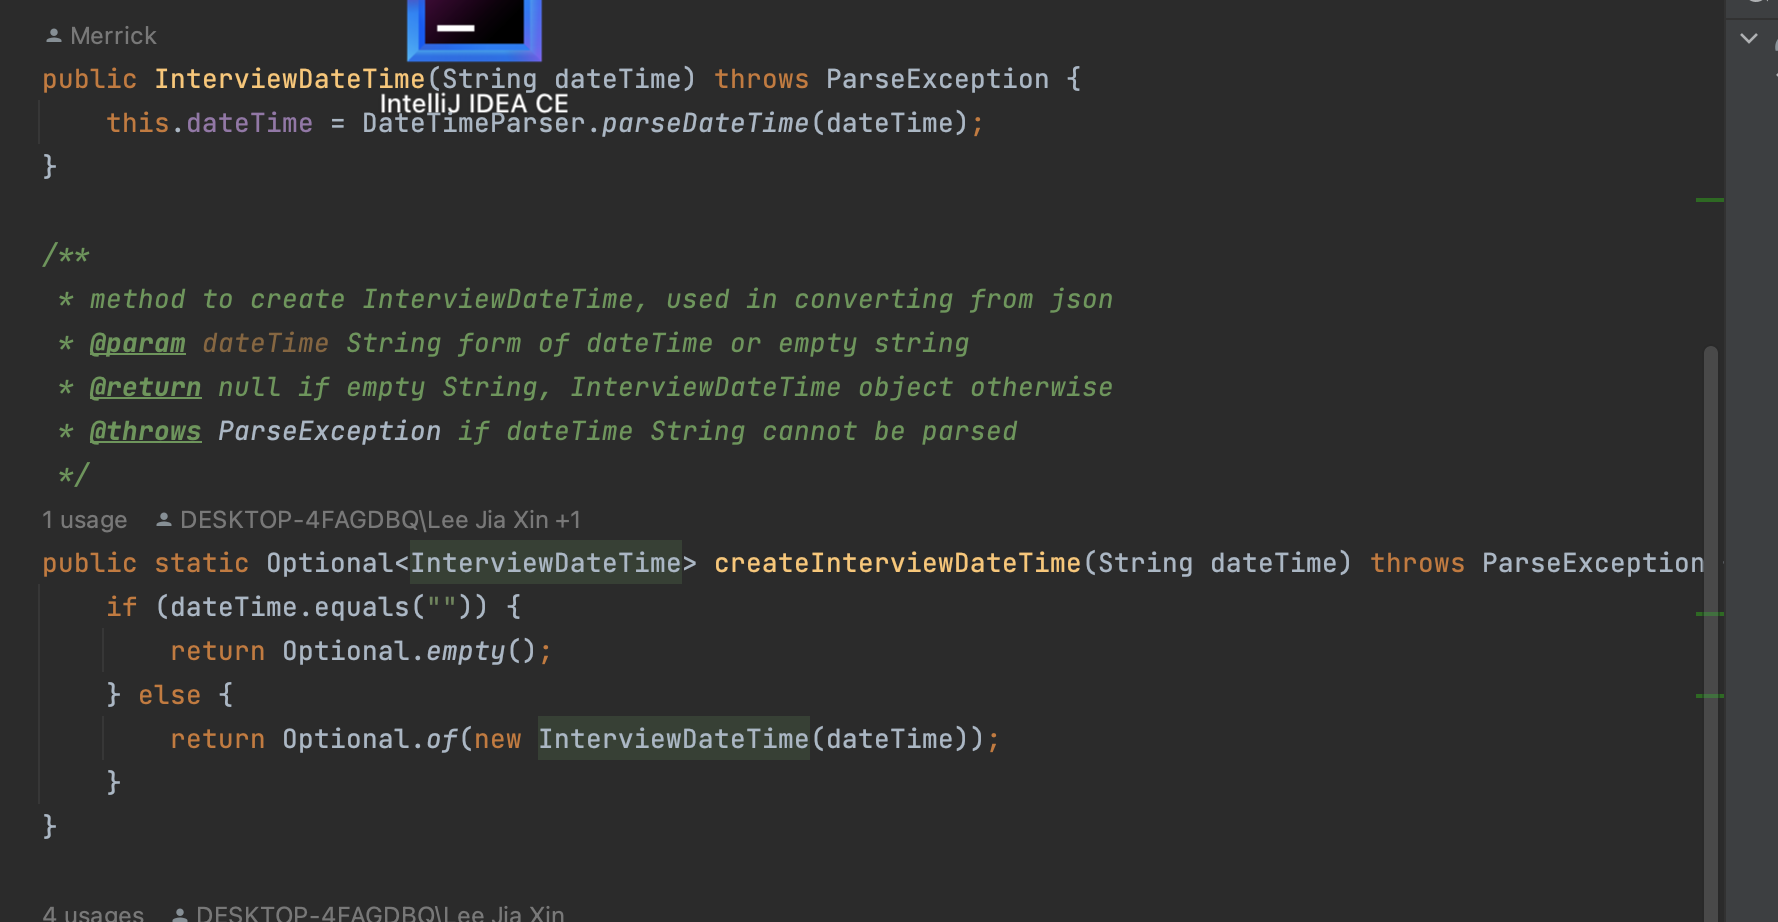 Merrick
public InterviewDateTime(String dateTime) throws ParseException {
IntelliJ IDEA CE
this.dateTime = DateTimeParser.parseDateTime(dateTime);
}
/**
* method to create InterviewDateTime, used in converting from json
* @param dateTime String form of dateTime or empty string
* @return null if empty String, InterviewDateTime object otherwise
* @throws ParseException if dateTime String cannot be parsed
*/
1 usage DESKTOP-4FAGDBQ\Lee Jia Xin +1
public static Optional<InterviewDateTime> createInterviewDateTime(String dateTime) throws ParseException
if (dateTime.equals("")) {
return Optional.empty();
} else {
return Optional.of(new InterviewDateTime(dateTime));
}
}
4 usages DESKTOP-4FAGDBQ\Lee Jia Xin